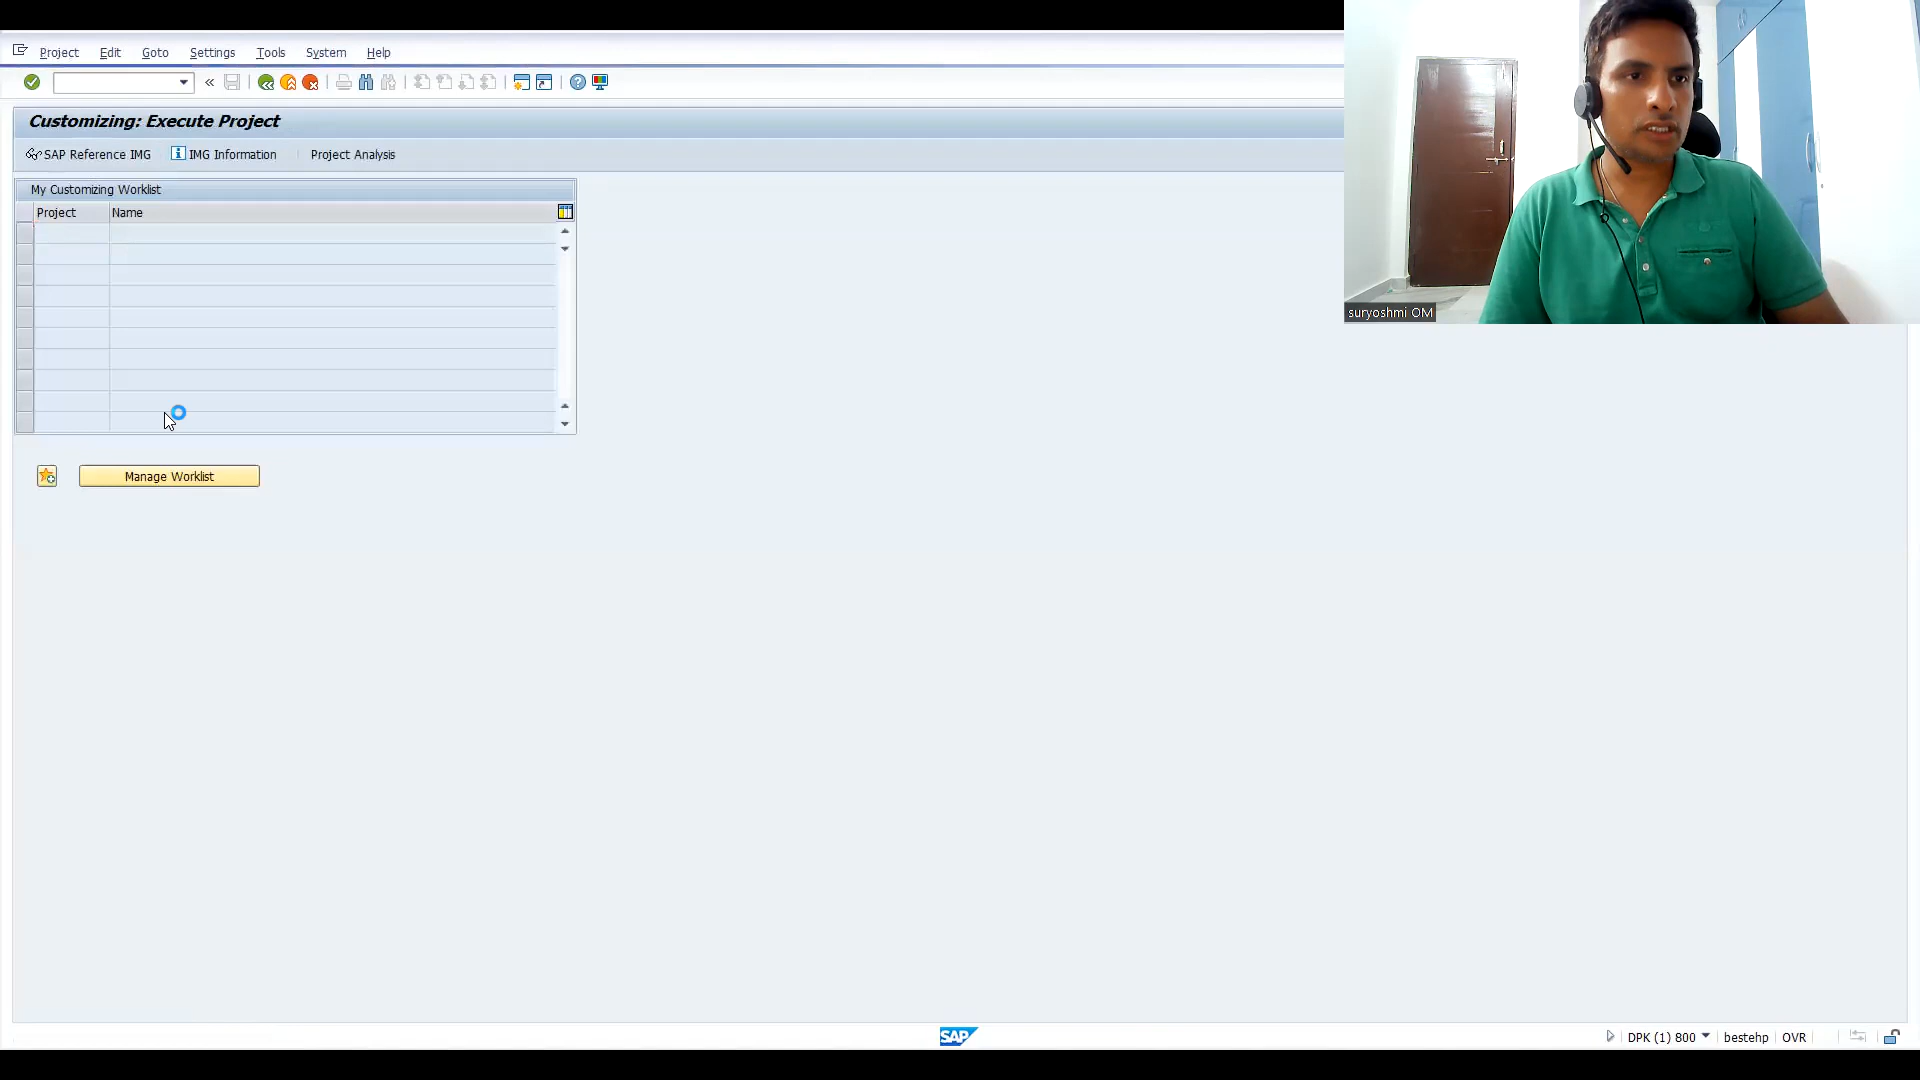 Project Edit Goto Settings Tools System Help
Customizing: Execute Project
SAP Reference IMG IMG Information Project Analysis
My Customizing Worklist
Project Name
Manage Worklist
suryoshmi OM
SAP DPK (1) 800 bestehp OVR